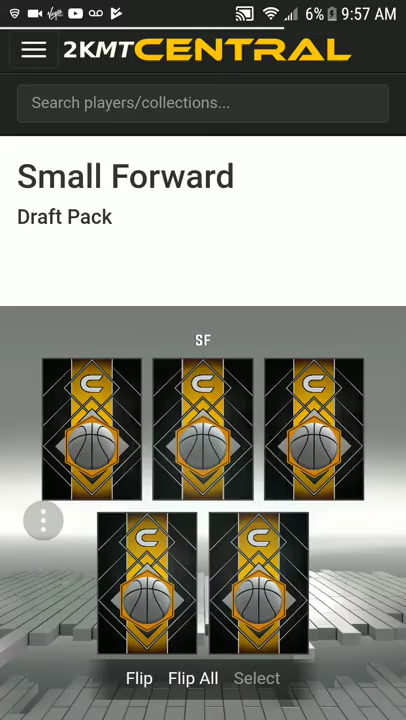 6% 9:57 AM
2KMTCENTRAL
Search players/collections...
Small Forward
Draft Pack
SF
C C C
C C
Flip Flip All Select